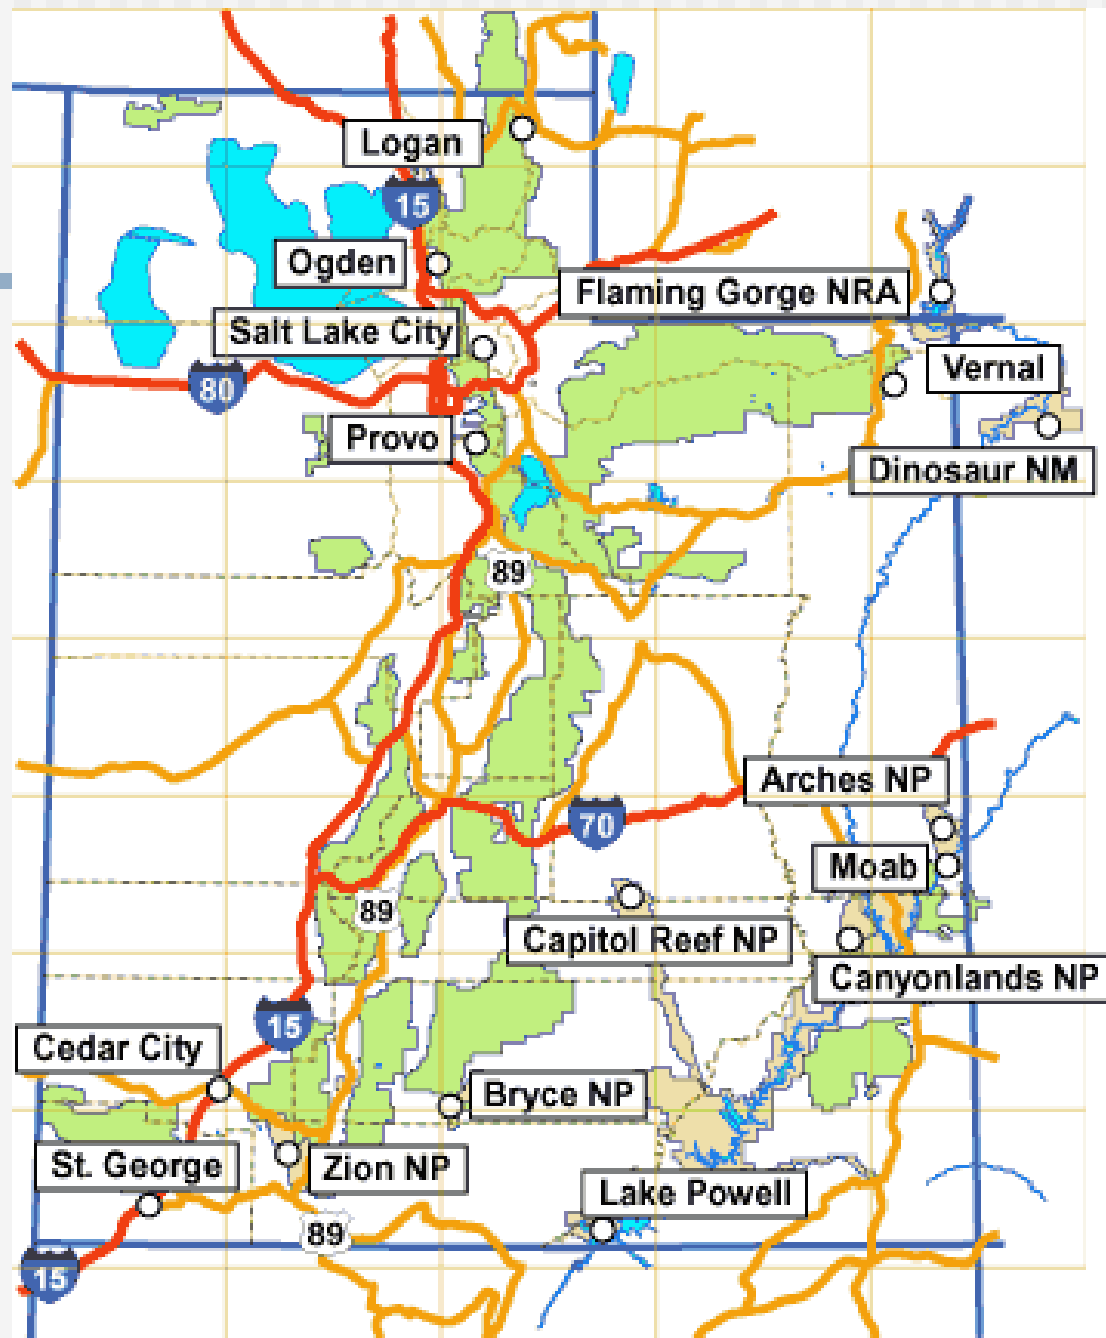 Logan
15
Ogden
Flaming Gorge NRA
Salt Lake City
Vernal
80
Provo
Dinosaur NM
89
Arches NP
70
Moab
89
Capitol Reef NP
Canyonlands NP
15
Cedar City
Bryce NP
St. George
Zion NP
Lake Powell
89
15